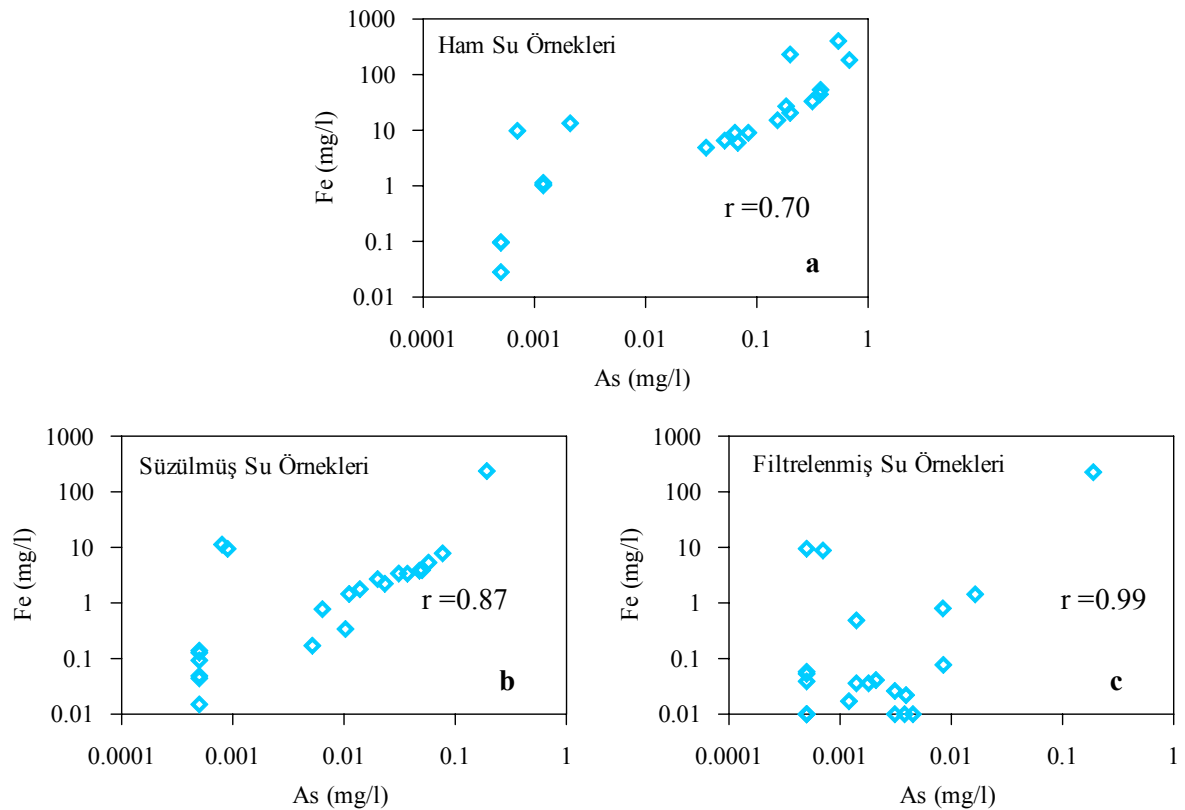 1000
Ham Su Örnekleri
100
10
1
0.1
0.01
Fe (mg/l)
r =0.70
a
0.0001 0.001 0.01 0.1 1
As (mg/l)
1000
Süzülmüş Su Örnekleri
100
10
1
0.1
0.01
Fe (mg/l)
r =0.87
b
0.0001 0.001 0.01 0.1 1
As (mg/l)
1000
Filtrelenmiş Su Örnekleri
100
10
1
0.1
0.01
Fe (mg/l)
r =0.99
c
0.0001 0.001 0.01 0.1 1
As (mg/l)